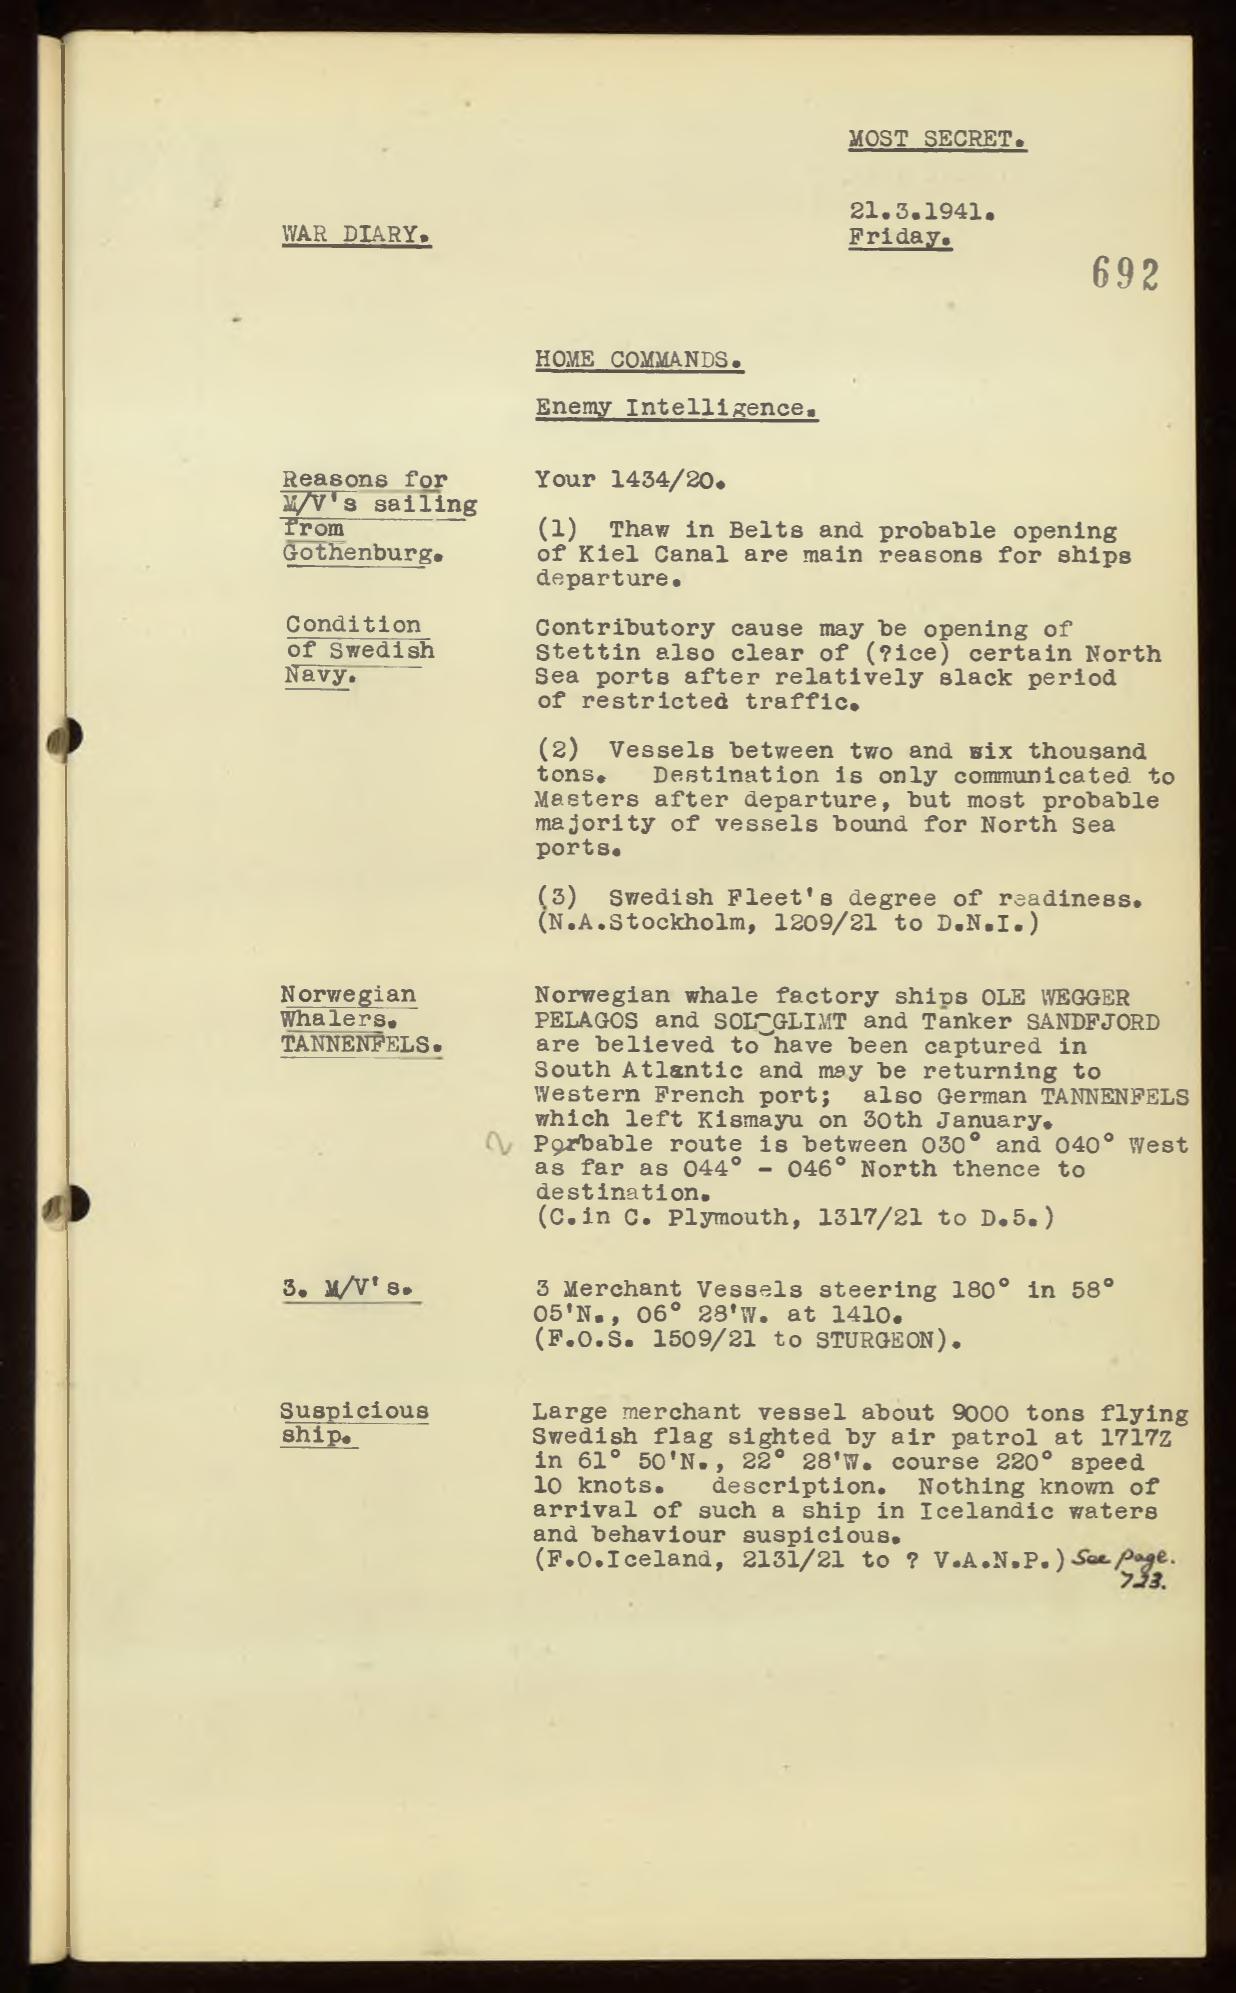 MOST SECRET.
21.3.1941.
WAR DIARY.
Friday.
692
HOME COMMANDS.
Enemy Intelligence.
Reasons for
M/V's sailing
from
Gothenburg.
Your 1434/20.
(1) Thaw in Belts and probable opening
of Kiel Canal are main reasons for ships
departure.
Condition
of Swedish
Navy.
Contributory cause may be opening of
Stettin also clear of (?ice) certain North
Sea ports after relatively slack period
of restricted traffic.
(2) Vessels between two and six thousand
tons. Destination is only communicated to
Masters after departure, but most probable
majority of vessels bound for North Sea
ports.
(3) Swedish Fleet's degree of readiness.
(N.A.Stockholm, 1209/21 to D.N.I.)
Norwegian
Whalers.
TANNENFELS.
Norwegian whale factory ships OLE WEGGER
PELAGOS and SOL GLIMT and Tanker SANDFJORD
are believed to have been captured in
South Atlantic and may be returning to
Western French port; also German TANNENFELS
which left Kismayu on 30th January.
Porbable route is between 030° and 040° West
as far as 044° - 046° North thence to
destination.
(C.in C. Plymouth, 1317/21 to D.5.)
3. M/V's.
3 Merchant Vessels steering 180° in 58°
05'N., 06° 28'W. at 1410.
(F.O.S. 1509/21 to STURGEON).
Suspicious
ship.
Large merchant vessel about 9000 tons flying
Swedish flag sighted by air patrol at 1717Z
in 61° 50'N., 22° 28'W. course 220° speed
10 knots. description. Nothing known of
arrival of such a ship in Icelandic waters
and behaviour suspicious.
(F.O.Iceland, 2131/21 to ? V.A.N.P.) See page.
723.